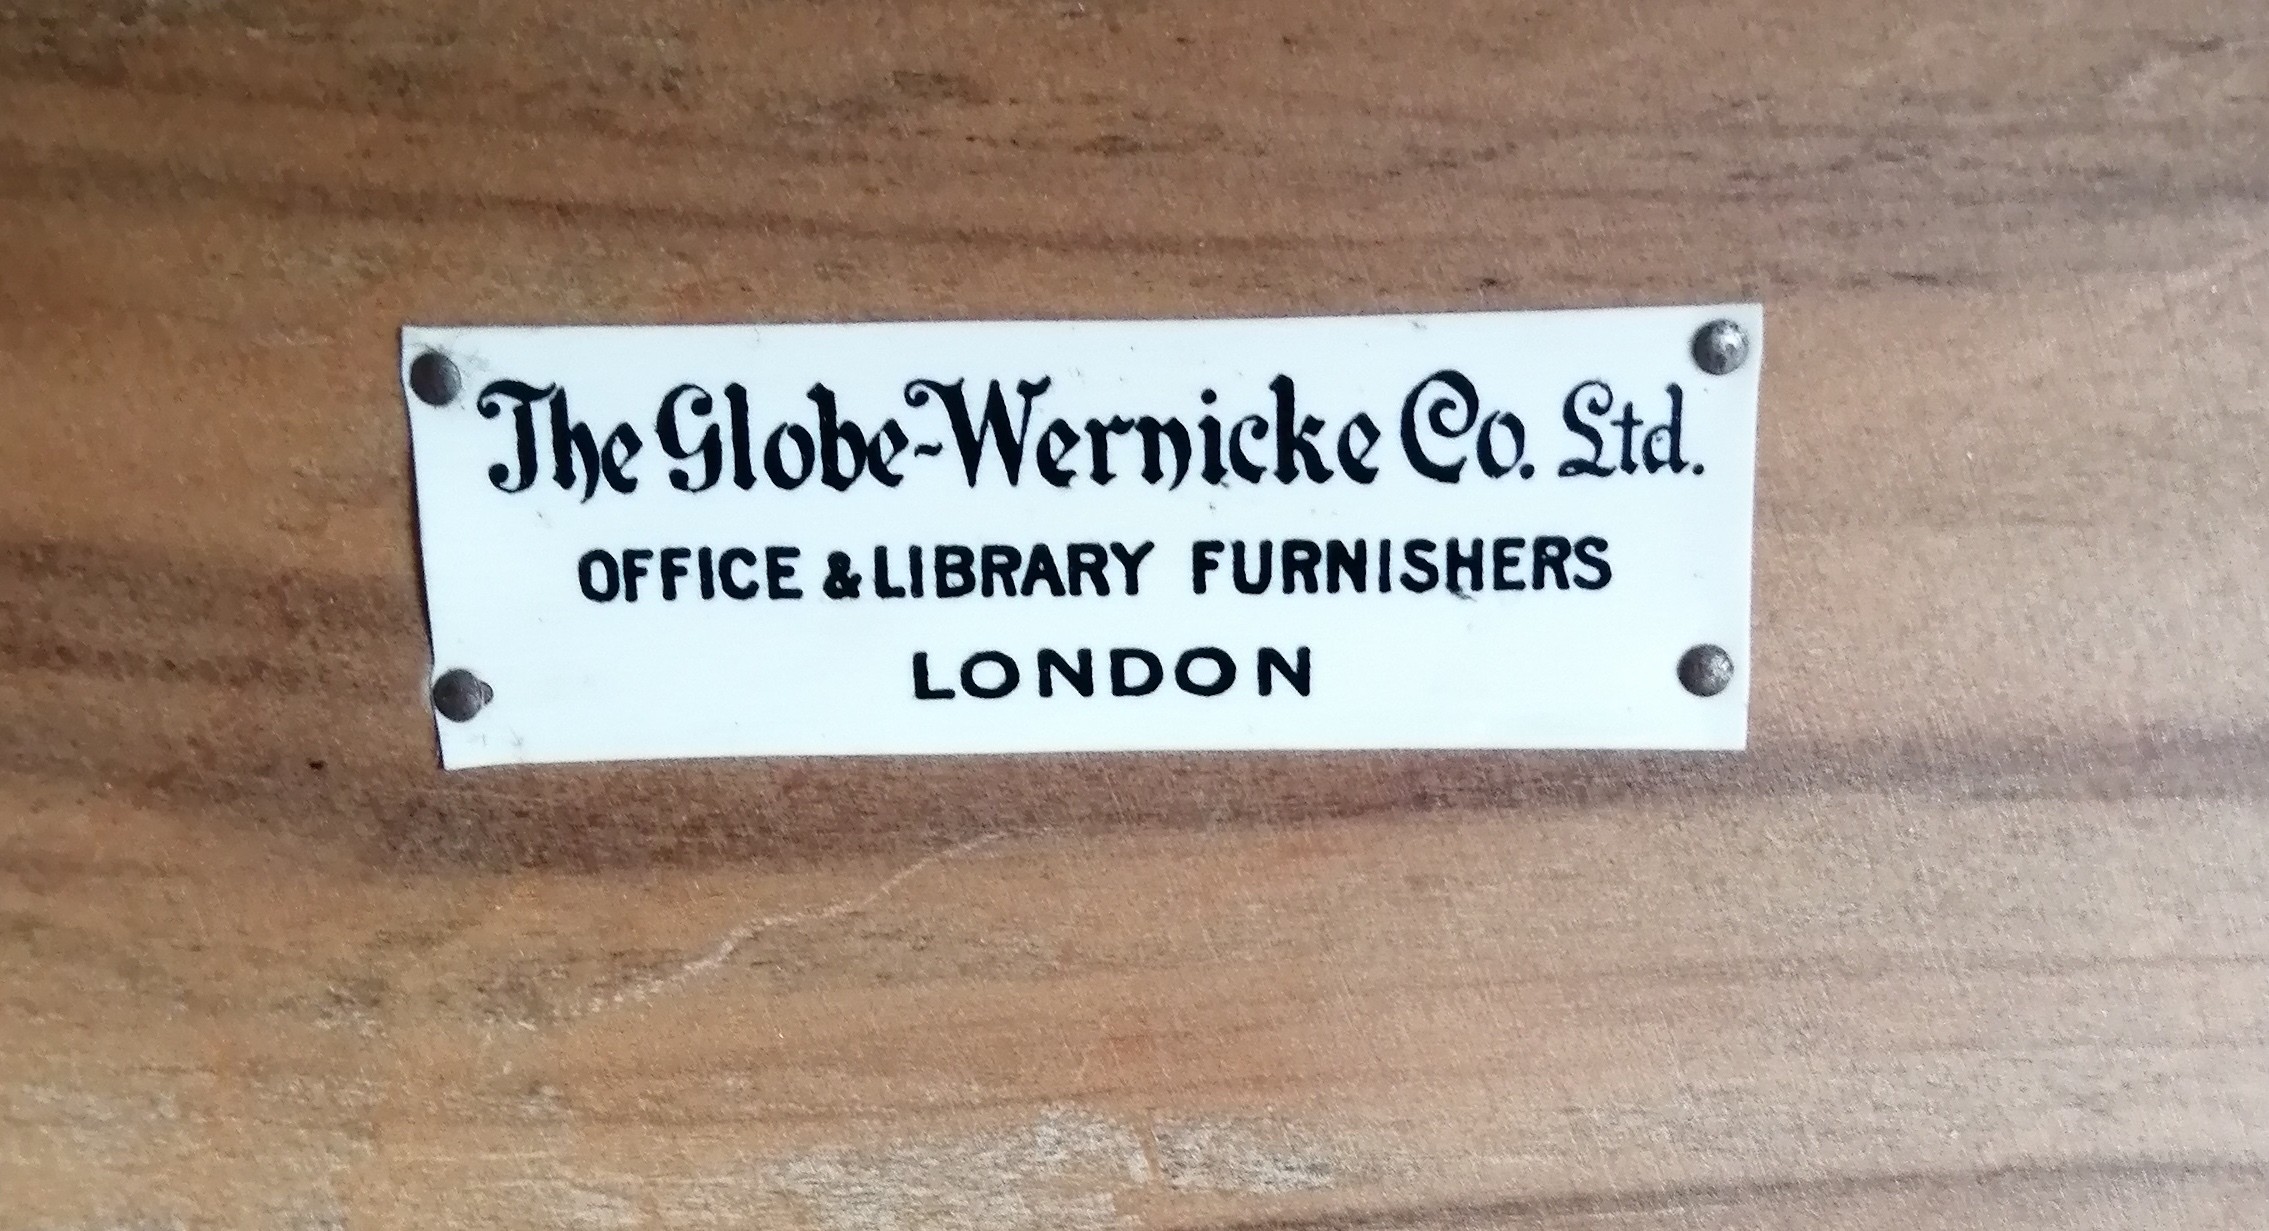 The Globe-Wernicke Co. Ltd.
OFFICE & LIBRARY FURNISHERS
LONDON